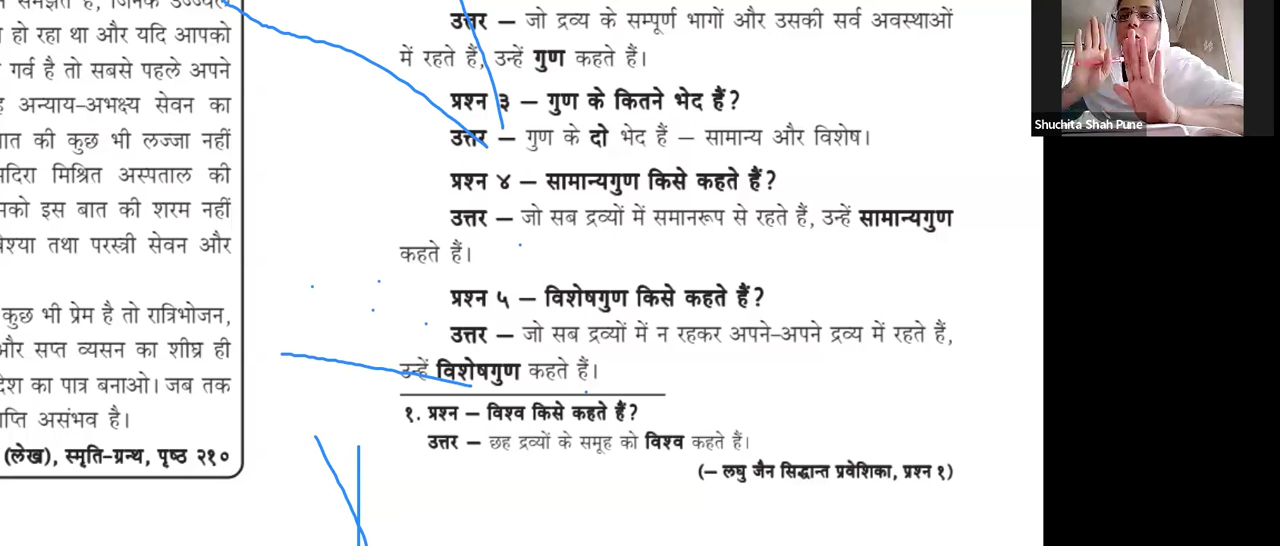 समझते हैं, जिनके उज्ज्वल
हो रहा था और यदि आपको
गर्व है तो सबसे पहले अपने
अन्याय-अभक्ष्य सेवन का
बात की कुछ भी लज्जा नहीं
मदिरा मिश्रित अस्पताल की
इस बात की शरम नहीं
वेश्या तथा परस्त्री सेवन और
कुछ भी प्रेम है तो रात्रिभोजन,
और सप्त व्यसन का शीघ्र ही
का पात्र बनाओ। जब तक
असंभव है।
(लेख), स्मृति-ग्रन्थ, पृष्ठ २१०
उत्तर – जो द्रव्य के सम्पूर्ण भागों और उसकी सर्व अवस्थाओं
में रहते हैं, उन्हें गुण कहते हैं।
प्रश्न ३ – गुण के कितने भेद हैं?
उत्तर – गुण के दो भेद हैं – सामान्य और विशेष।
प्रश्न ४ – सामान्यगुण किसे कहते हैं?
उत्तर – जो सब द्रव्यों में समानरूप से रहते हैं, उन्हें सामान्यगुण
कहते हैं।
प्रश्न ५ – विशेषगुण किसे कहते हैं?
उत्तर – जो सब द्रव्यों में न रहकर अपने-अपने द्रव्य में रहते हैं,
उन्हें विशेषगुण कहते हैं।
१. प्रश्न – विश्व किसे कहते हैं?
उत्तर – छह द्रव्यों के समूह को विश्व कहते हैं।
(– लघु जैन सिद्धान्त प्रवेशिका, प्रश्न १)
Shuchita Shah Pune